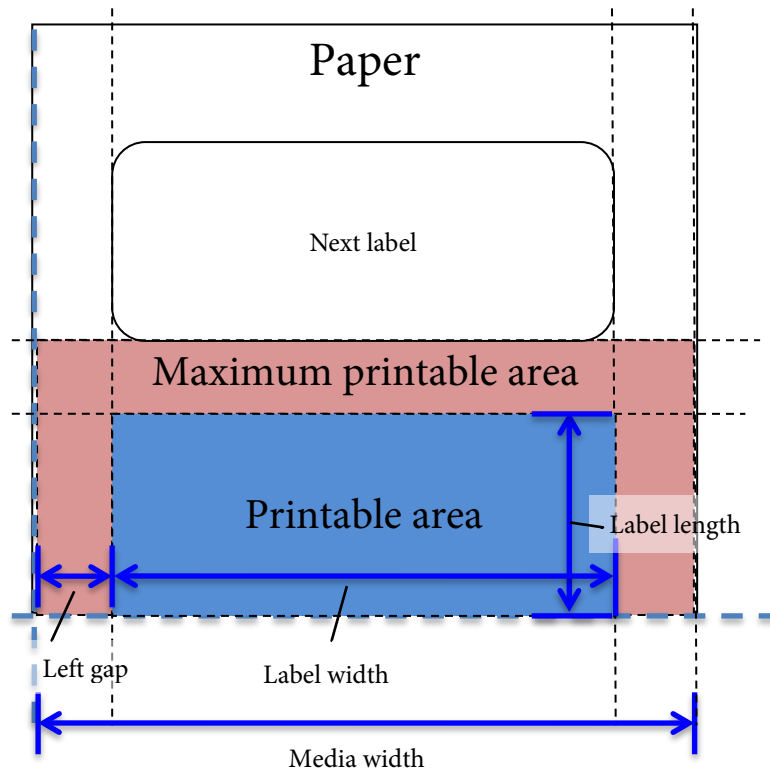 Paper
Next label
Maximum printable area
Printable area
Label length
Left gap
Label width
Media width